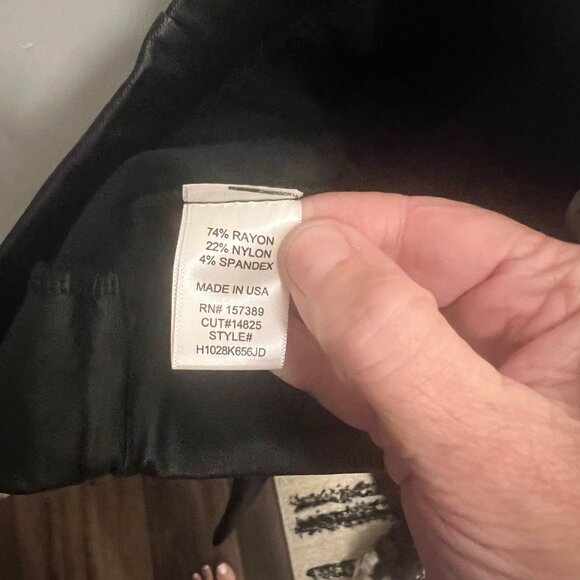 74% RAYON
22% NYLON
4% SPANDEX
MADE IN USA
RN# 157389
CUT#14825
STYLE#
H1028K656JD